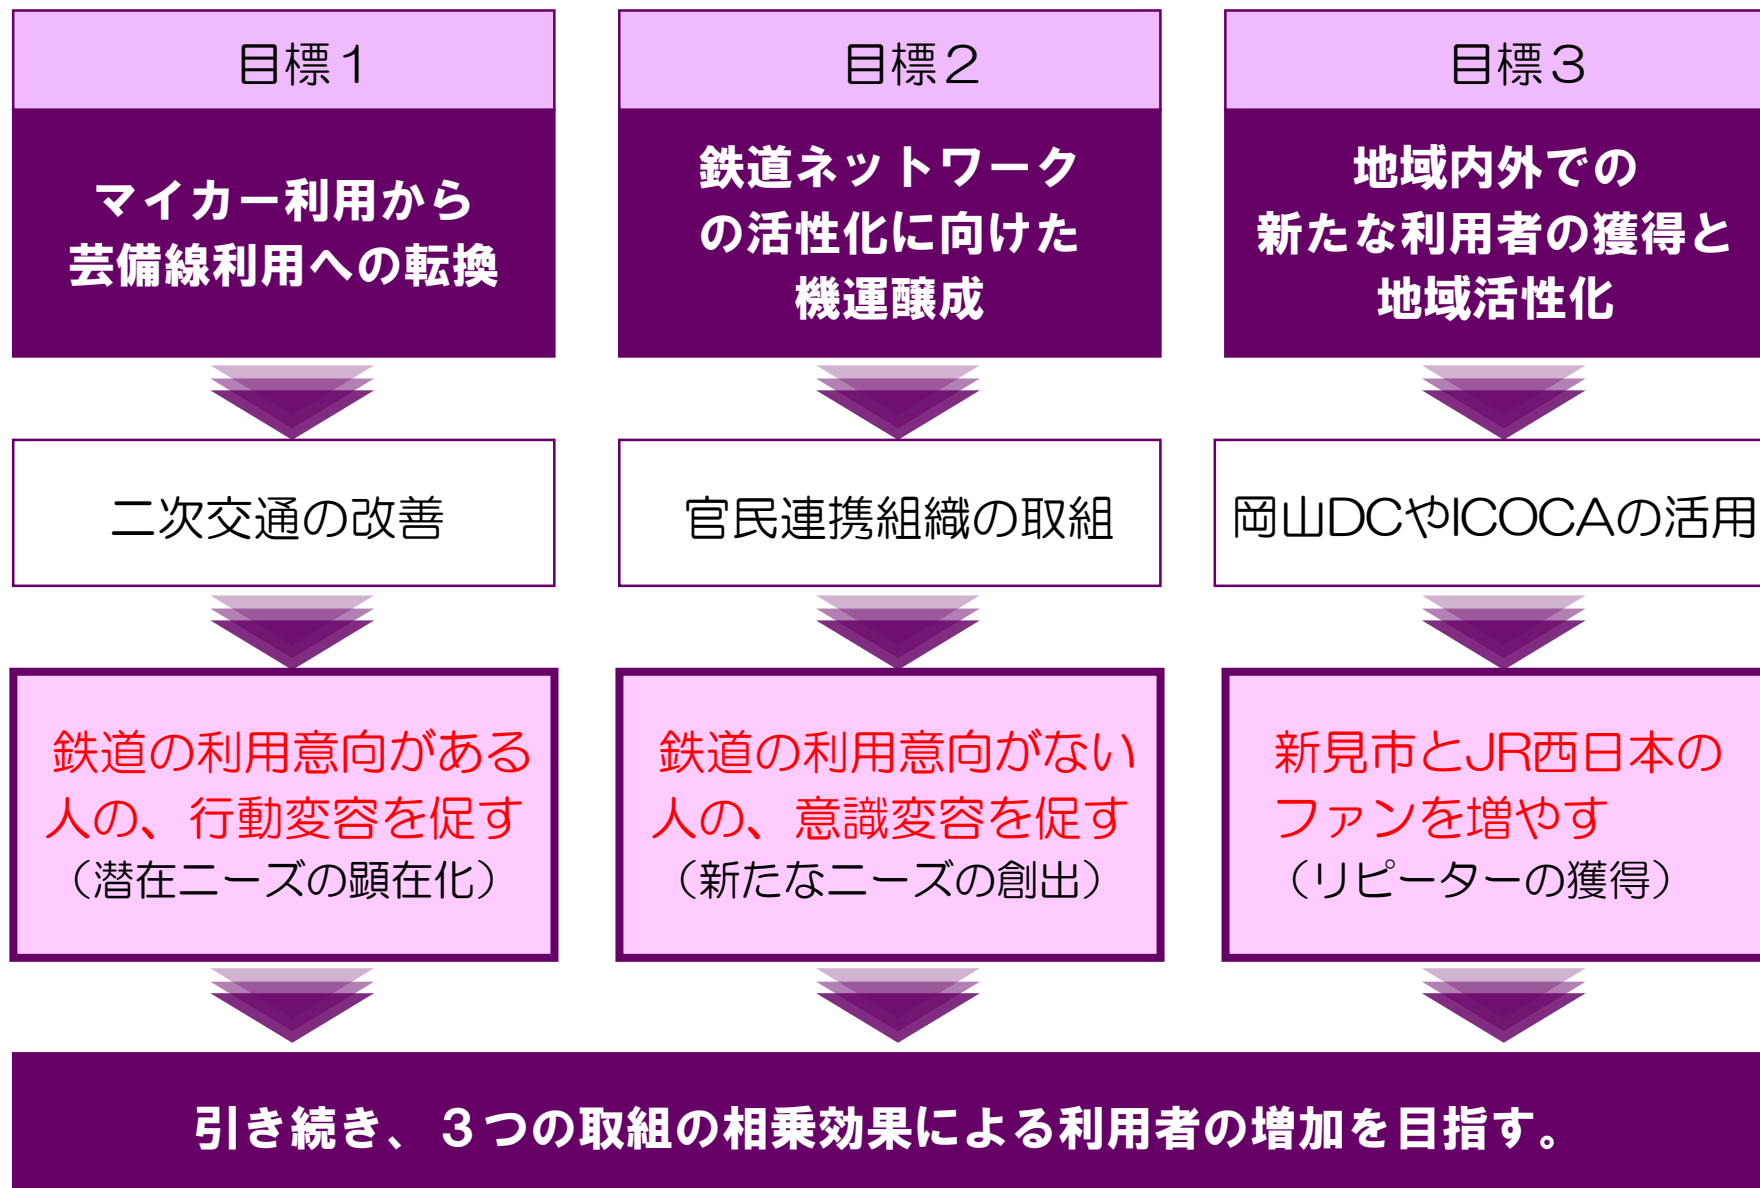 目標１
マイカー利用から
芸備線利用への転換
二次交通の改善
鉄道の利用意向がある
人の、行動変容を促す
（潜在ニーズの顕在化）
目標２
鉄道ネットワーク
の活性化に向けた
機運醸成
官民連携組織の取組
鉄道の利用意向がない
人の、意識変容を促す
（新たなニーズの創出）
目標３
地域内外での
新たな利用者の獲得と
地域活性化
岡山DCやICOCAの活用
新見市とJR西日本の
ファンを増やす
（リピーターの獲得）
引き続き、３つの取組の相乗効果による利用者の増加を目指す。